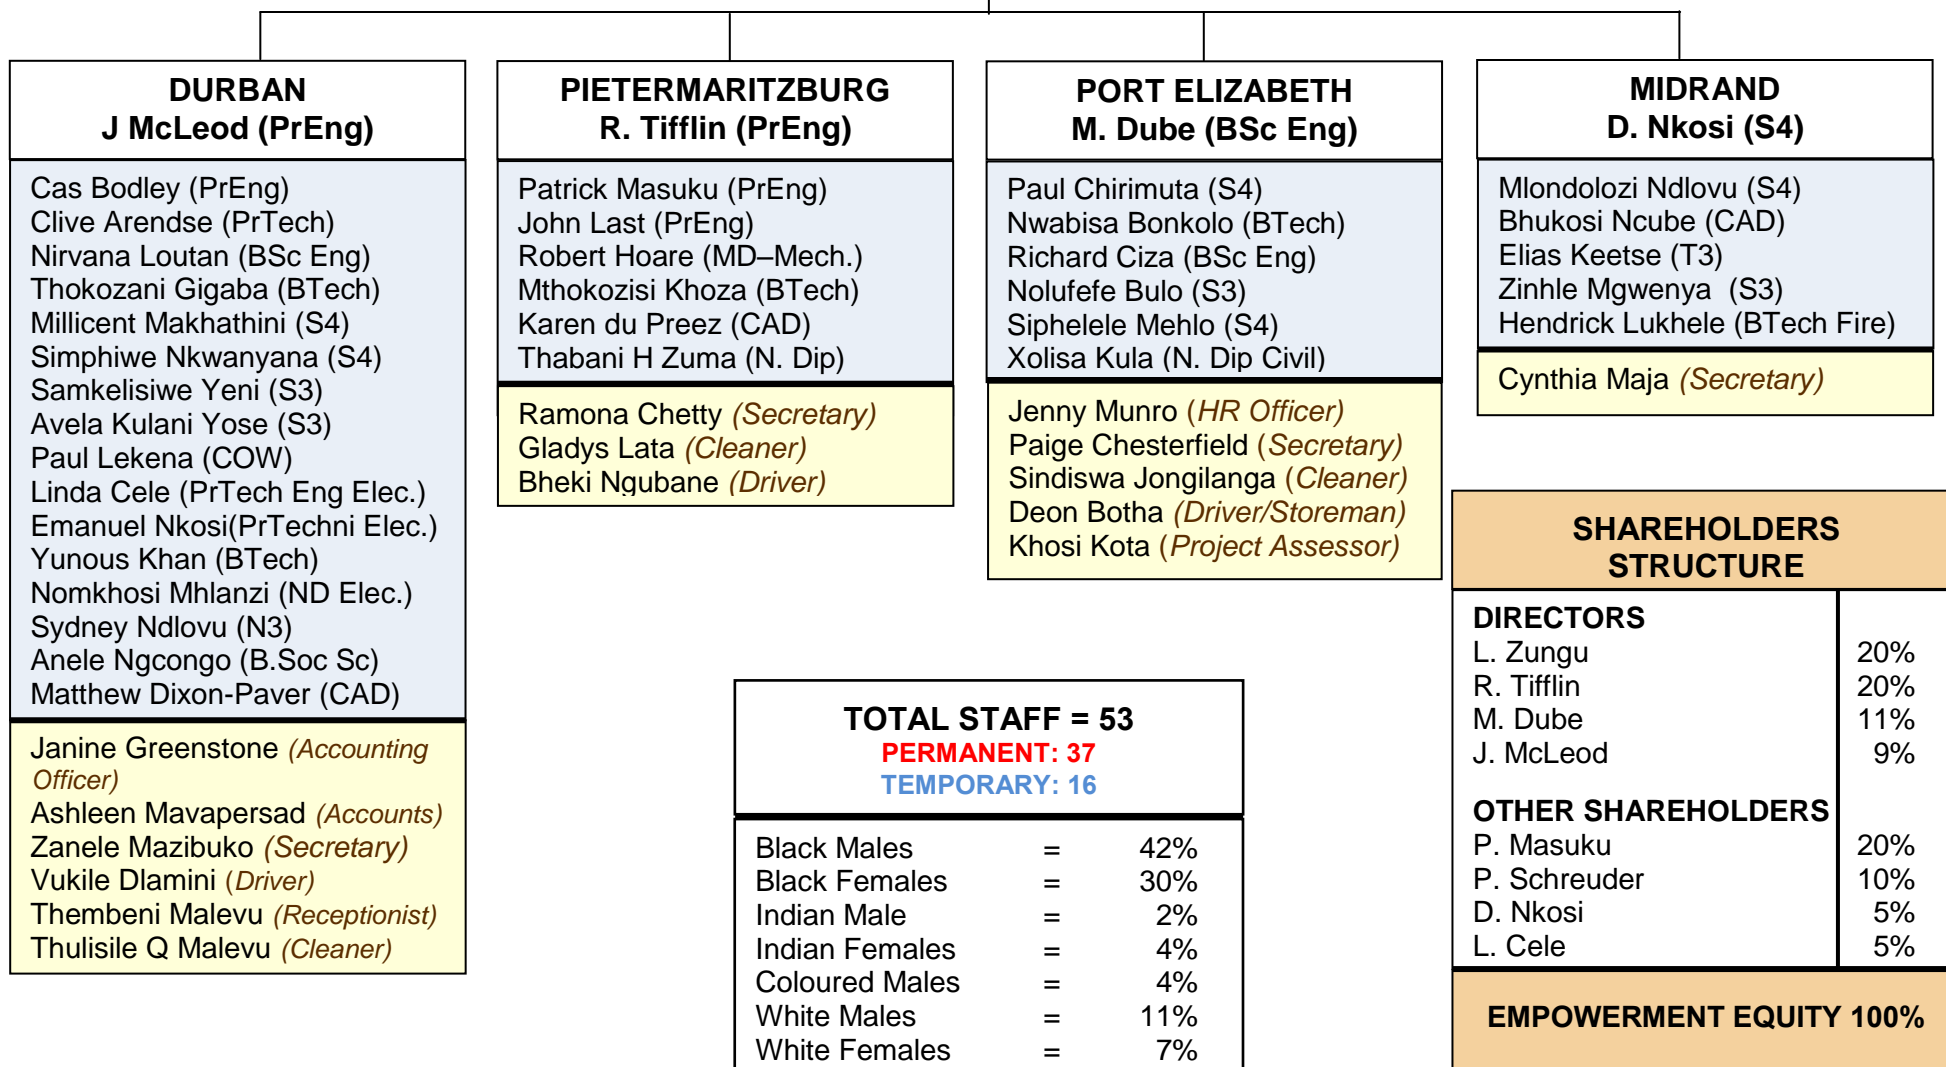 DURBAN
J McLeod (PrEng)
Cas Bodley (PrEng)
Clive Arendse (PrTech)
Nirvana Loutan (BSc Eng)
Thokozani Gigaba (BTech)
Millicent Makhathini (S4)
Simphiwe Nkwanyana (S4)
Samkelisiwe Yeni (S3)
Avela Kulani Yose (S3)
Paul Lekena (COW)
Linda Cele (PrTech Eng Elec.)
Emanuel Nkosi(PrTechni Elec.)
Yunous Khan (BTech)
Nomkhosi Mhlanzi (ND Elec.)
Sydney Ndlovu (N3)
Anele Ngcongo (B.Soc Sc)
Matthew Dixon-Paver (CAD)
Janine Greenstone (Accounting
Officer)
Ashleen Mavapersad (Accounts)
Zanele Mazibuko (Secretary)
Vukile Dlamini (Driver)
Thembeni Malevu (Receptionist)
Thulisile Q Malevu (Cleaner)
PIETERMARITZBURG
R. Tifflin (PrEng)
Patrick Masuku (PrEng)
John Last (PrEng)
Robert Hoare (MD–Mech.)
Mthokozisi Khoza (BTech)
Karen du Preez (CAD)
Thabani H Zuma (N. Dip)
Ramona Chetty (Secretary)
Gladys Lata (Cleaner)
Bheki Ngubane (Driver)
PORT ELIZABETH
M. Dube (BSc Eng)
Paul Chirimuta (S4)
Nwabisa Bonkolo (BTech)
Richard Ciza (BSc Eng)
Nolufefe Bulo (S3)
Siphelele Mehlo (S4)
Xolisa Kula (N. Dip Civil)
Jenny Munro (HR Officer)
Paige Chesterfield (Secretary)
Sindiswa Jongilanga (Cleaner)
Deon Botha (Driver/Storeman)
Khosi Kota (Project Assessor)
MIDRAND
D. Nkosi (S4)
Mlondolozi Ndlovu (S4)
Bhukosi Ncube (CAD)
Elias Keetse (T3)
Zinhle Mgwenya (S3)
Hendrick Lukhele (BTech Fire)
Cynthia Maja (Secretary)
TOTAL STAFF = 53
PERMANENT: 37
TEMPORARY: 16
Black Males = 42%
Black Females = 30%
Indian Male = 2%
Indian Females = 4%
Coloured Males = 4%
White Males = 11%
White Females = 7%
SHAREHOLDERS
STRUCTURE
DIRECTORS
L. Zungu 20%
R. Tifflin 20%
M. Dube 11%
J. McLeod 9%
OTHER SHAREHOLDERS
P. Masuku 20%
P. Schreuder 10%
D. Nkosi 5%
L. Cele 5%
EMPOWERMENT EQUITY 100%